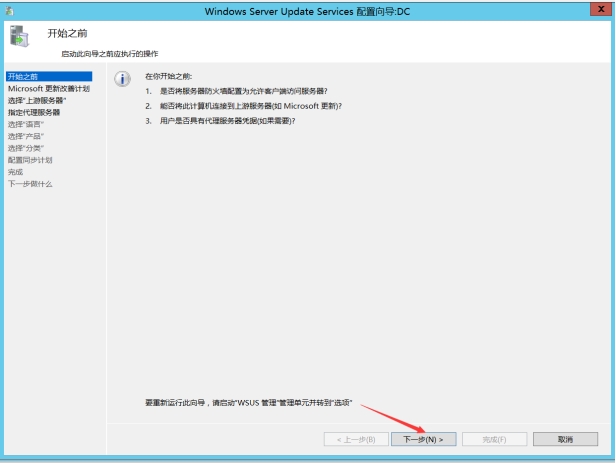 Windows Server Update Services 配置向导:DC
x
开始之前
启动此向导之前应执行的操作
开始之前
Microsoft 更新改善计划
选择"上游服务器"
指定代理服务器
选择"语言"
选择"产品"
选择"分类"
配置同步计划
完成
下一步做什么
在你开始之前:
1. 是否将服务器防火墙配置为允许客户端访问服务器?
2. 能否将此计算机连接到上游服务器(如 Microsoft 更新)?
3. 用户是否具有代理服务器凭据(如果需要)?
要重新运行此向导，请启动"WSUS 管理"管理单元开转到"选项"
< 上一步(B)
下一步(N) >
完成(F)
取消